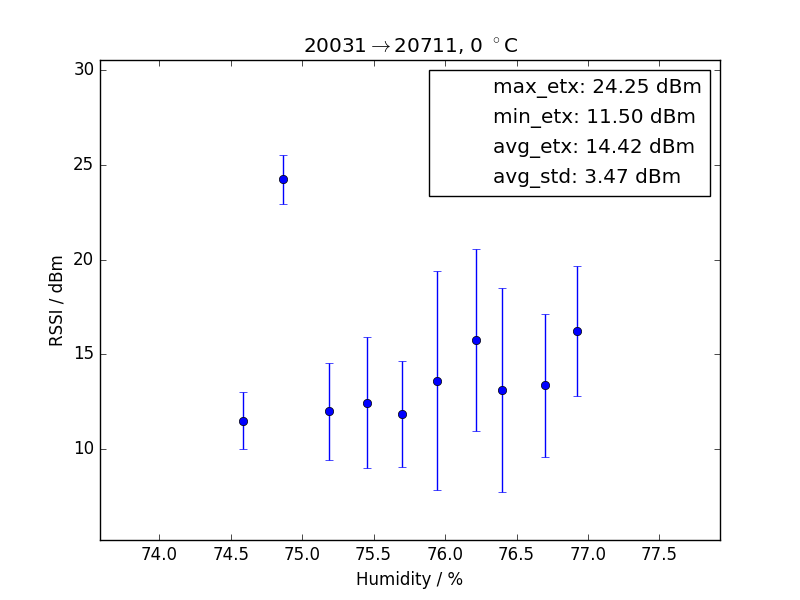 20031→20711, 0 °C
RSSI / dBm
30
25
20
15
10
max_etx: 24.25 dBm
min_etx: 11.50 dBm
avg_etx: 14.42 dBm
avg_std: 3.47 dBm
74.0 74.5 75.0 75.5 76.0 76.5 77.0 77.5
Humidity / %